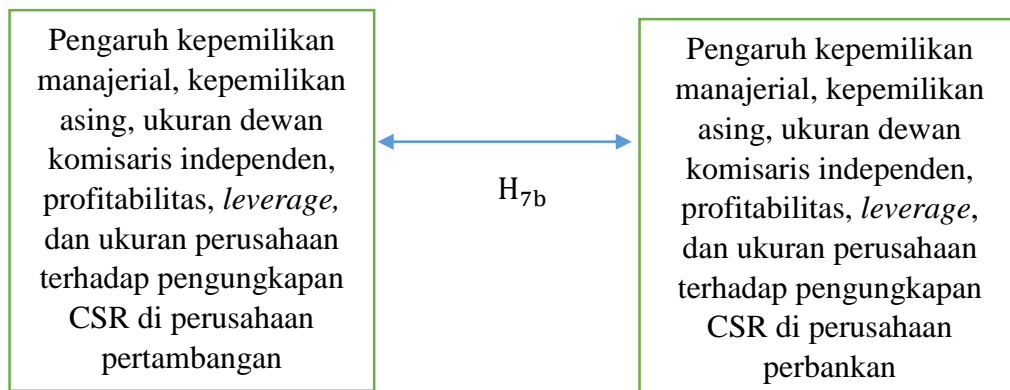 Pengaruh kepemilikan
manajerial, kepemilikan
asing, ukuran dewan
komisaris independen,
profitabilitas, leverage,
dan ukuran perusahaan
terhadap pengungkapan
CSR di perusahaan
pertambangan
H7b
Pengaruh kepemilikan
manajerial, kepemilikan
asing, ukuran dewan
komisaris independen,
profitabilitas, leverage,
dan ukuran perusahaan
terhadap pengungkapan
CSR di perusahaan
perbankan